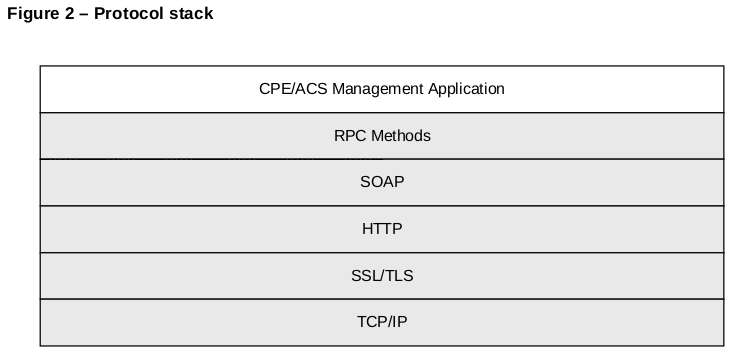 Figure 2 – Protocol stack
CPE/ACS Management Application
RPC Methods
SOAP
HTTP
SSL/TLS
TCP/IP